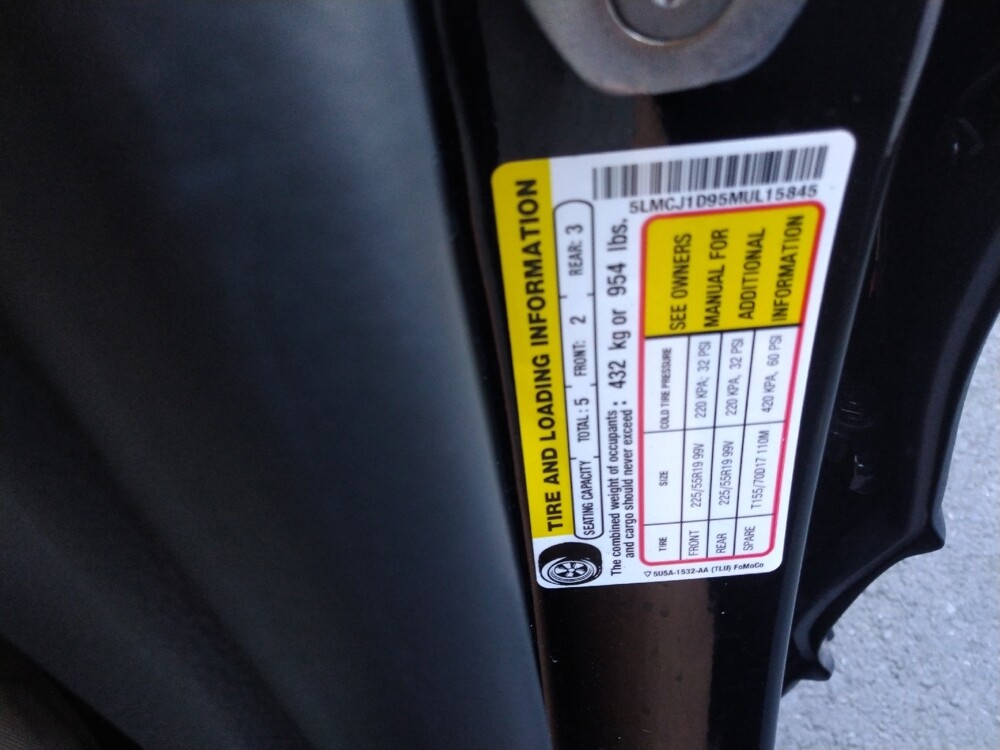 5LMCJ1D95MUL15845
TIRE AND LOADING INFORMATION
SEATING CAPACITY TOTAL: 5 FRONT: 2 REAR: 3
The combined weight of occupants : 432 kg or 954 lbs.
and cargo should never exceed
TIRE SIZE COLD TIRE PRESSURE
FRONT 225/55R19 99V 220 KPA, 32 PSI
REAR 225/55R19 99V 220 KPA, 32 PSI
SPARE T155/70D17 110M 420 KPA, 60 PSI
SEE OWNERS
MANUAL FOR
ADDITIONAL
INFORMATION
5U5A-1532-AA (TLU) FoMoCo